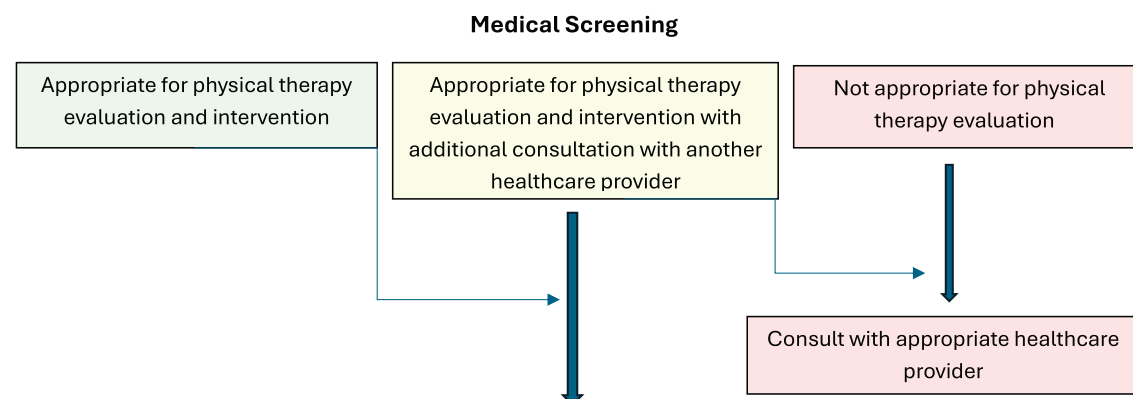 Medical Screening
Appropriate for physical therapy
evaluation and intervention
Appropriate for physical therapy
evaluation and intervention with
additional consultation with another
healthcare provider
Not appropriate for physical
therapy evaluation
Consult with appropriate healthcare
provider